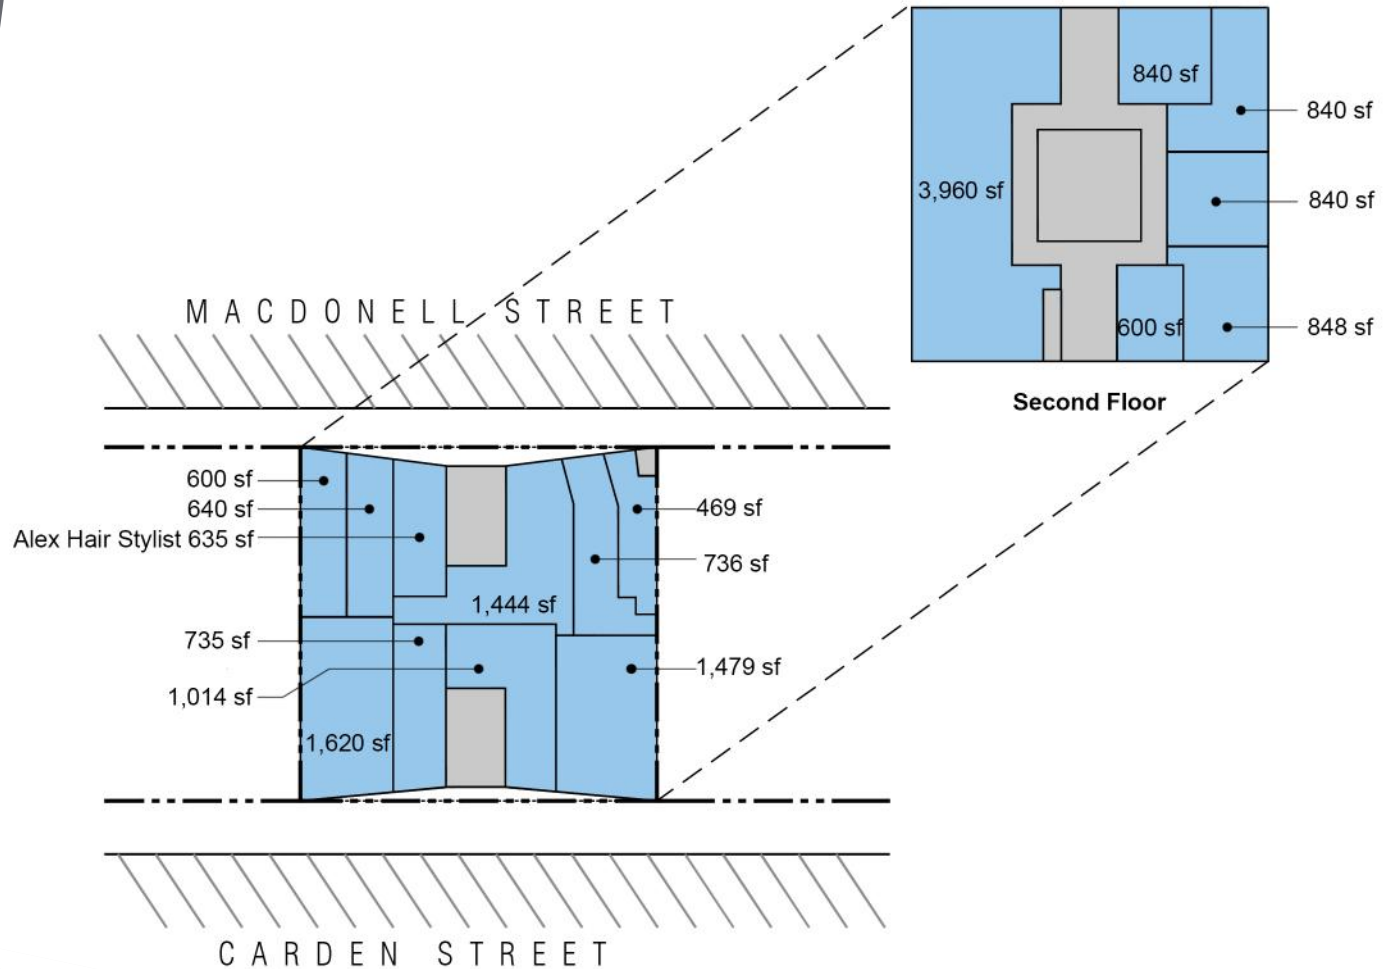 840 sf
840 sf
3,960 sf
840 sf
600 sf
848 sf
Second Floor
MACDONELL STREET
600 sf
640 sf
Alex Hair Stylist 635 sf
469 sf
736 sf
1,444 sf
735 sf
1,014 sf
1,479 sf
1,620 sf
CARDEN STREET